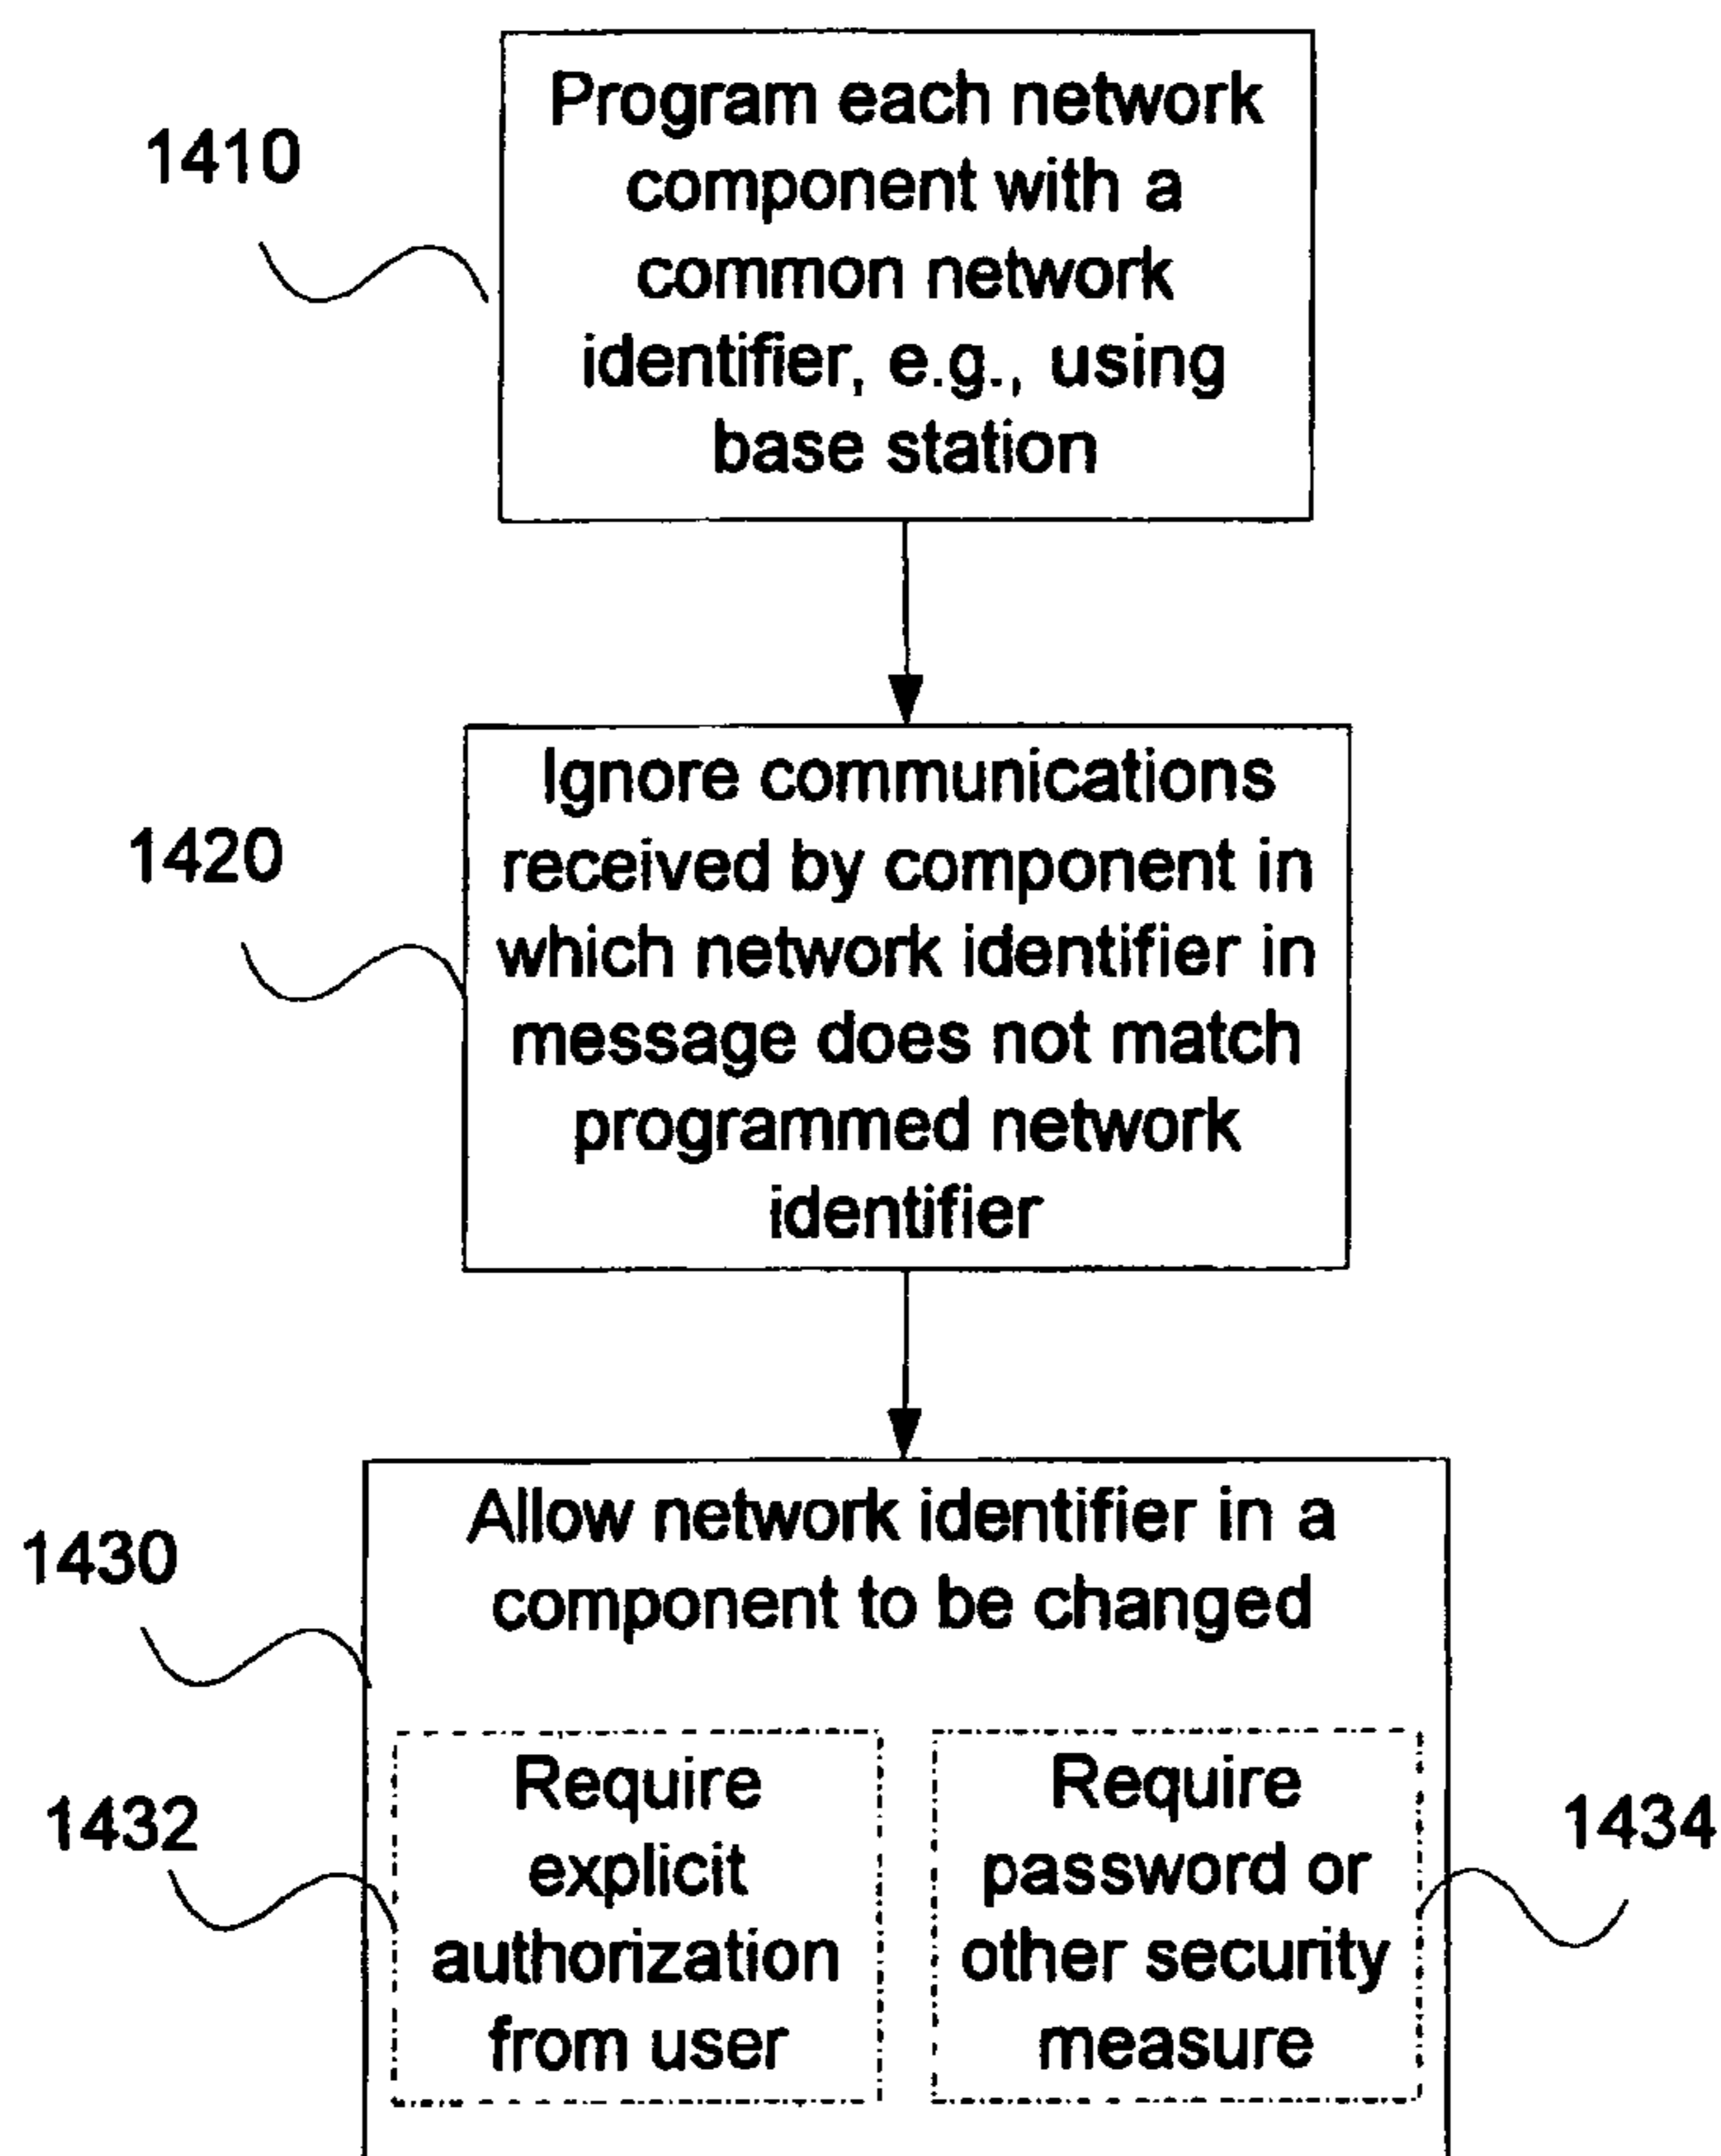 1410
Program each network
component with a
common network
identifier, e.g., using
base station
1420
Ignore communications
received by component in
which network identifier in
message does not match
programmed network
identifier
1430
Allow network identifier in a
component to be changed
1432
Require
explicit
authorization
from user
Require
password or
other security
measure
1434